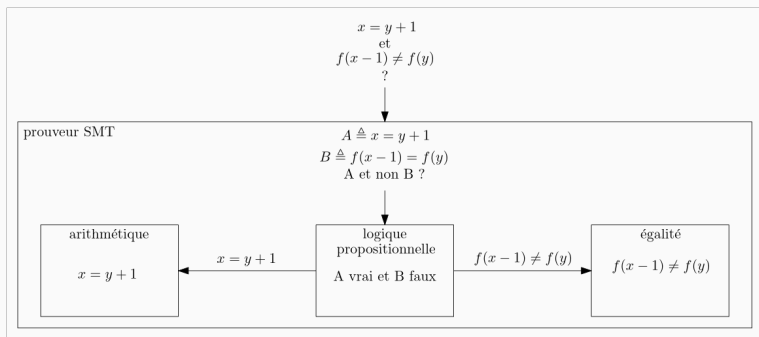 x = y + 1
et
f(x − 1) ≠ f(y)
?
prouveur SMT
A ≜ x = y + 1
B ≜ f(x − 1) = f(y)
A et non B ?
arithmétique
x = y + 1
x = y + 1
logique
propositionnelle
A vrai et B faux
f(x − 1) ≠ f(y)
égalité
f(x − 1) ≠ f(y)